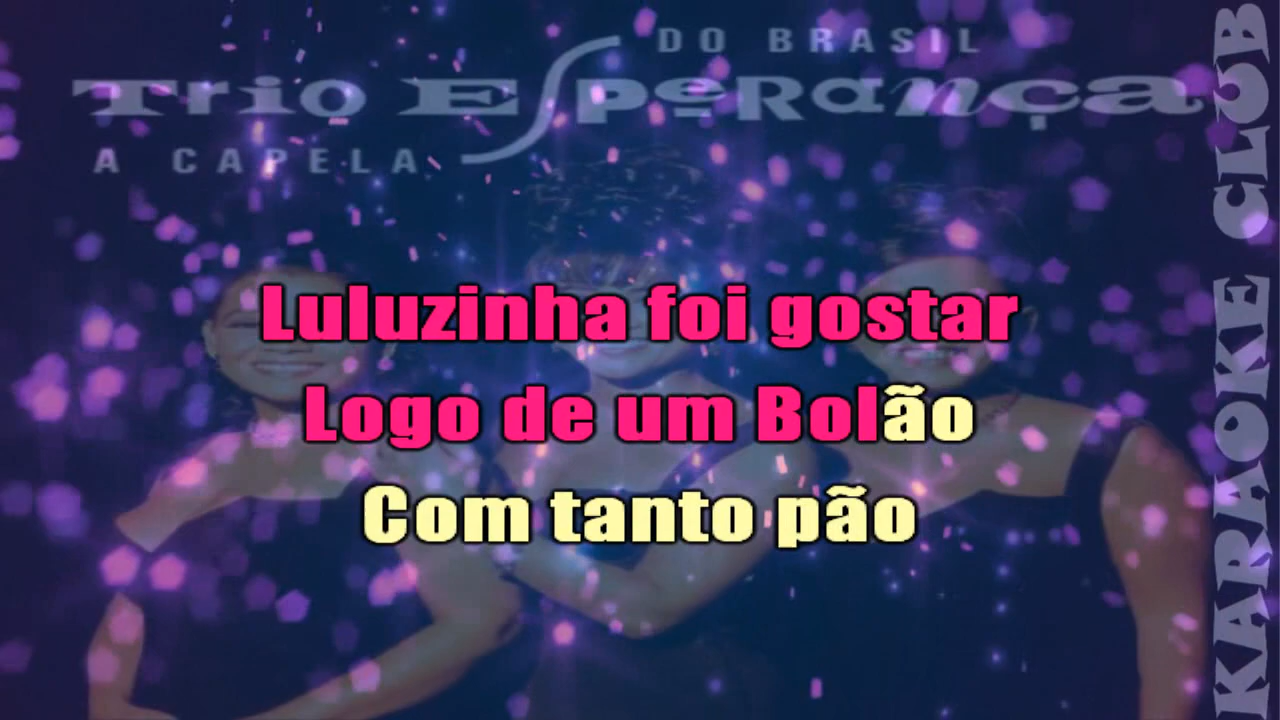 DO BRASIL
Trio Esperança
A CAPELA
Luluzinha foi gostar
Logo de um Bolão
Com tanto pão
KARAOKE CLUB